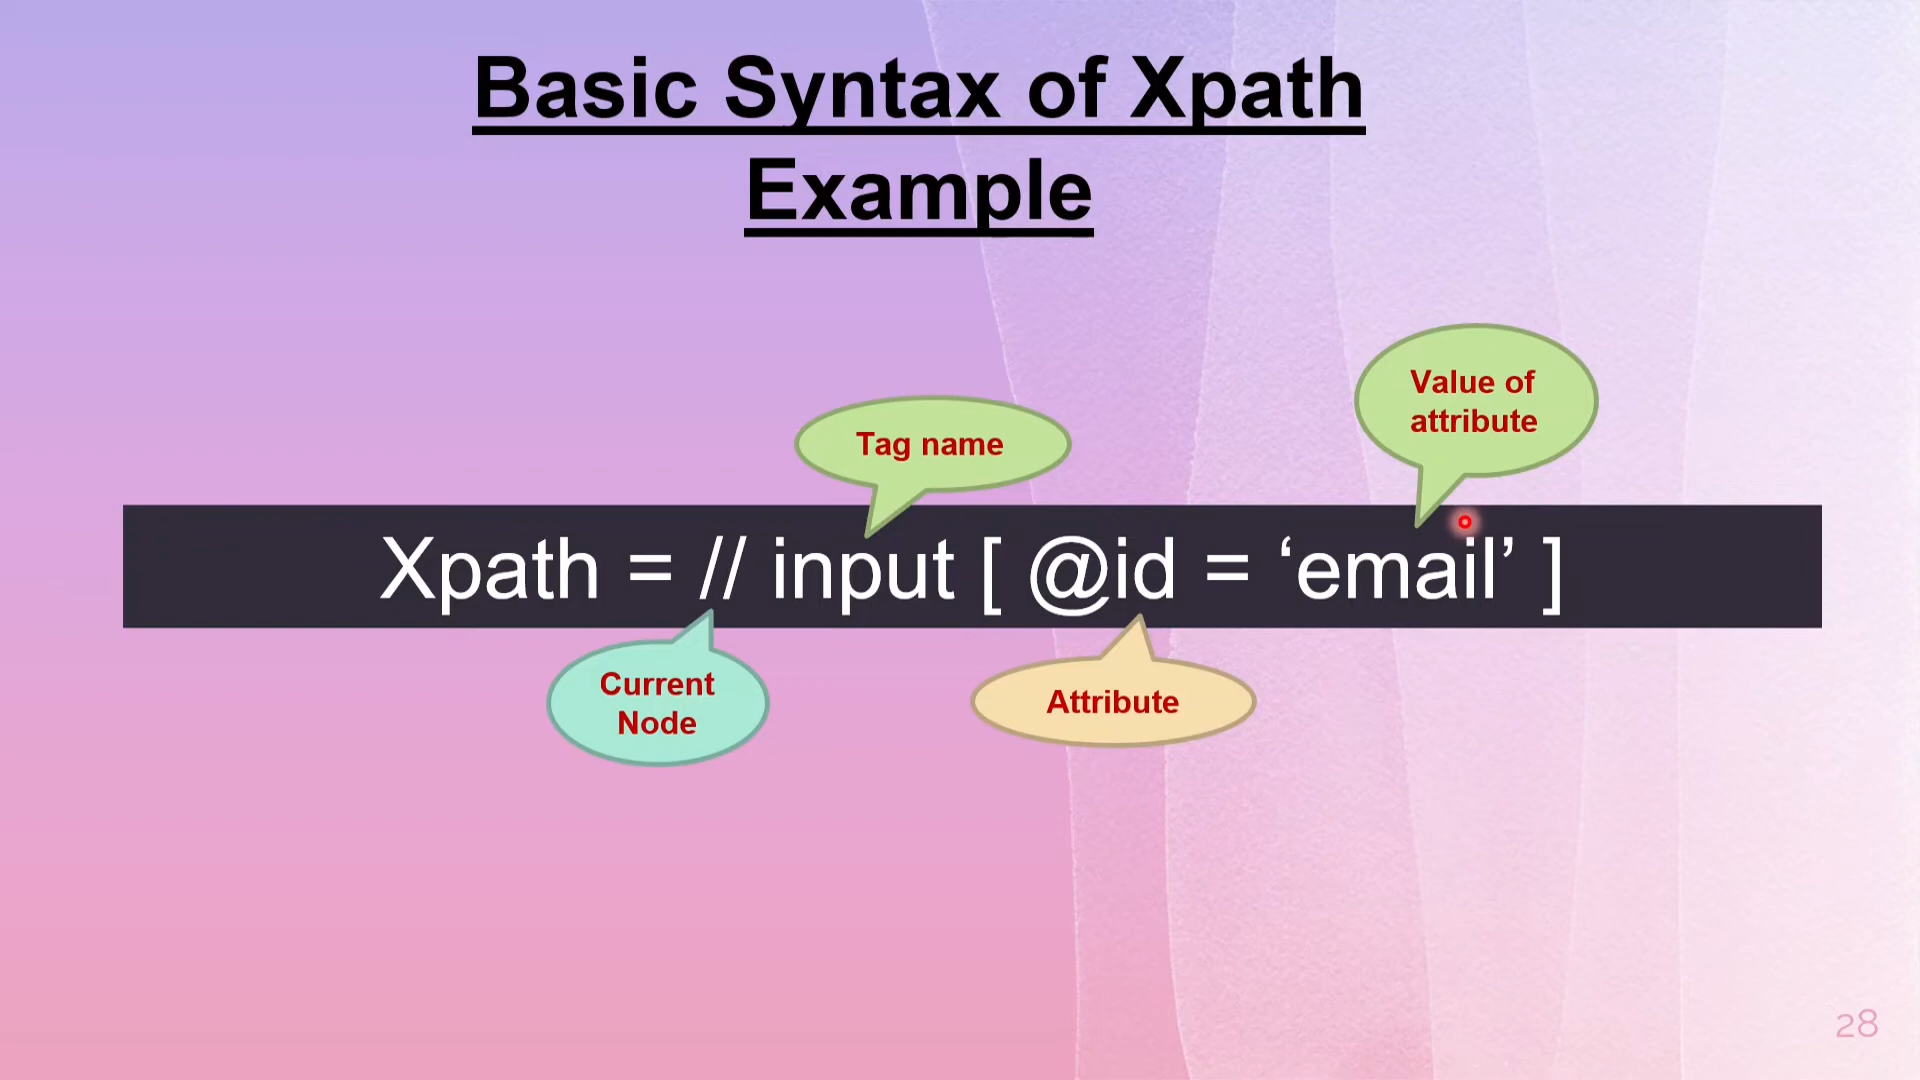 Basic Syntax of Xpath
Example
Value of
attribute
Tag name
Xpath = // input [ @id = ‘email’ ]
Current
Node
Attribute
28